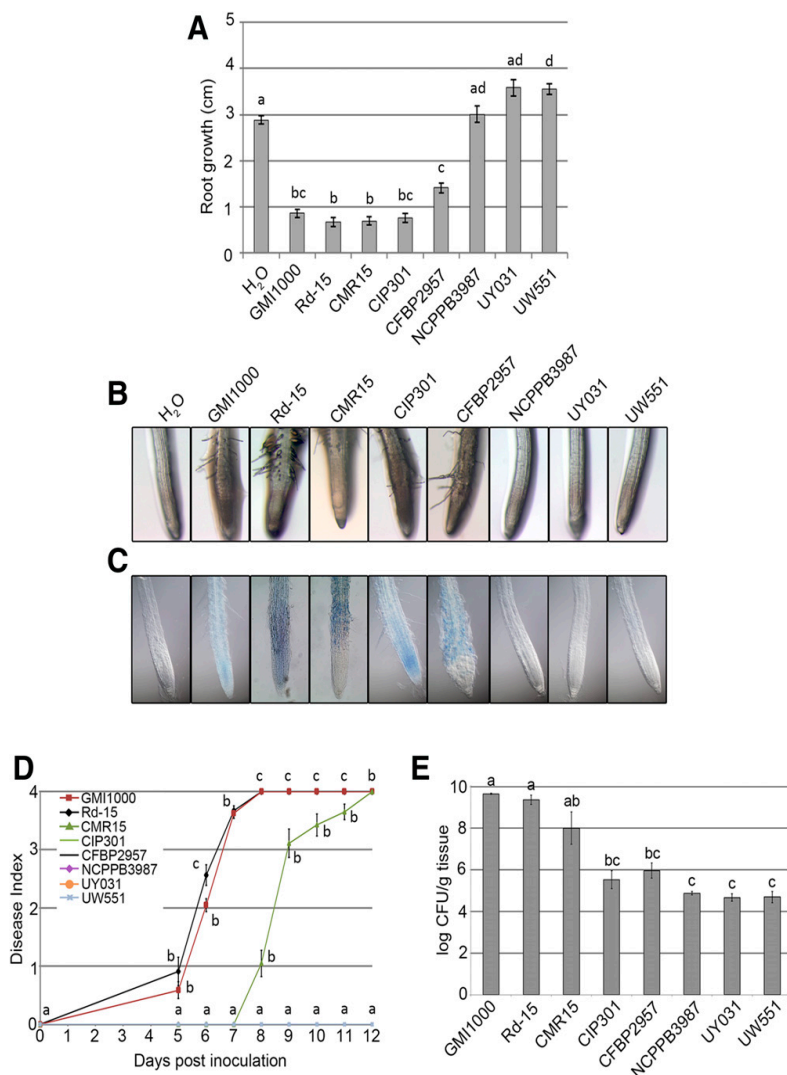 A
Root growth (cm)
5
4
3
2
1
0
a
bc
b
b
bc
c
ad
ad
d
H₂O
GMI1000
Rd-15
CMR15
CIP301
CFBP2957
NCPPB3987
UY031
UW551
B
H₂O
GMI1000
Rd-15
CMR15
CIP301
CFBP2957
NCPPB3987
UY031
UW551
C
D
Disease Index
4
3
2
1
0
GMI1000
Rd-15
CMR15
CIP301
CFBP2957
NCPPB3987
UY031
UW551
c c c c b
b
c
b
b
b
b
b
b
b
b
a a a a a a a a a
0 5 6 7 8 9 10 11 12
Days post inoculation
E
log CFU/g tissue
10
8
6
4
2
0
a
a
ab
bc
bc
c
c
c
GMI1000
Rd-15
CMR15
CIP301
CFBP2957
NCPPB3987
UY031
UW551